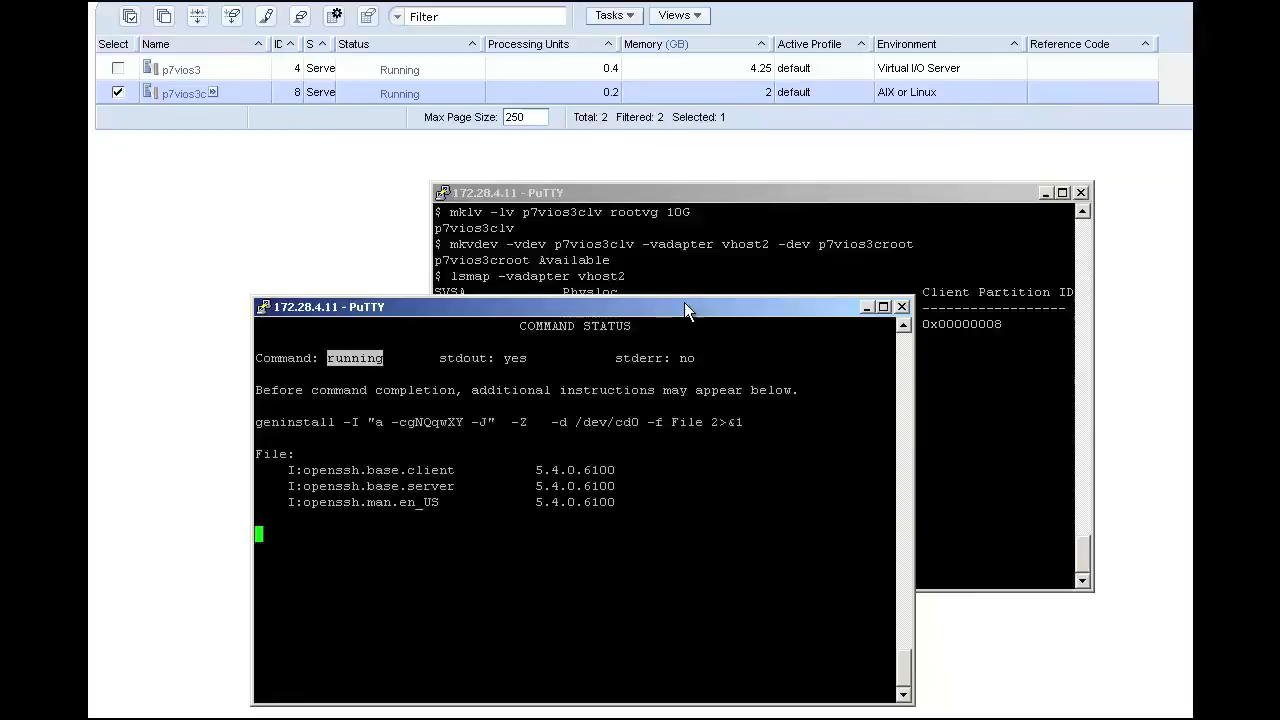 Filter Tasks Views
Select Name ID S Status Processing Units Memory (GB) Active Profile Environment Reference Code
p7vios3 4 Serve Running 0.4 4.25 default Virtual I/O Server
p7vios3c 8 Serve Running 0.2 2 default AIX or Linux
Max Page Size: 250 Total: 2 Filtered: 2 Selected: 1
172.28.4.11 - PuTTY
$ mklv -lv p7vios3clv rootvg 10G
p7vios3clv
$ mkvdev -vdev p7vios3clv -vadapter vhost2 -dev p7vios3croot
p7vios3croot Available
$ lsmap -vadapter vhost2
SVSA Physloc Client Partition ID
------------------
0x00000008
172.28.4.11 - PuTTY
COMMAND STATUS
Command: running stdout: yes stderr: no
Before command completion, additional instructions may appear below.
geninstall -I "a -cgNQqwXY -J" -Z -d /dev/cd0 -f File 2>&1
File:
I:openssh.base.client 5.4.0.6100
I:openssh.base.server 5.4.0.6100
I:openssh.man.en_US 5.4.0.6100